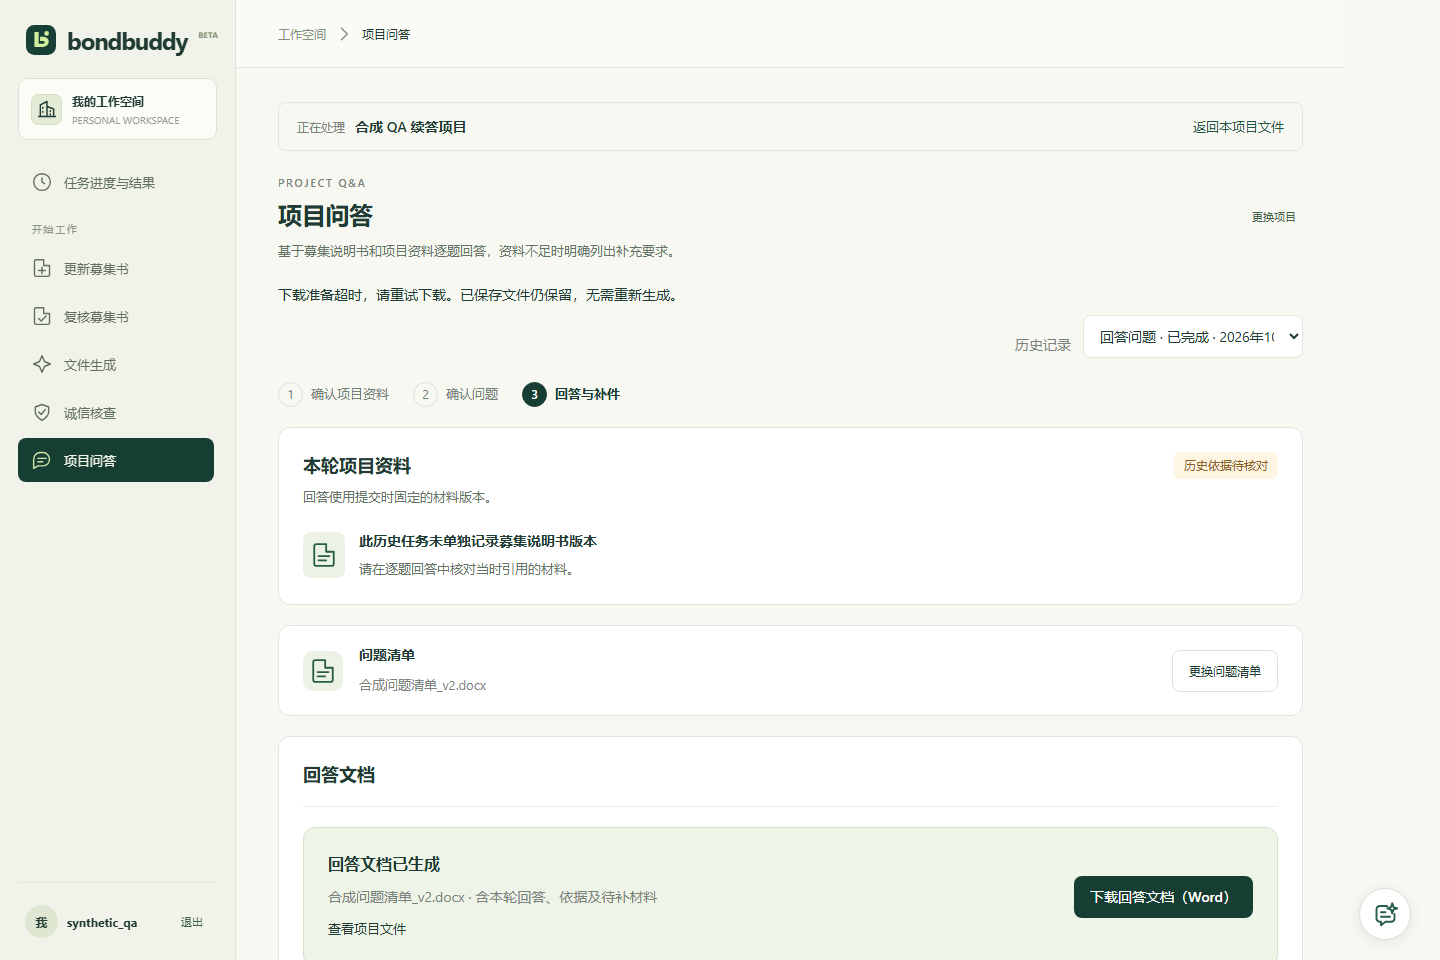 bondbuddy BETA
我的工作空间
PERSONAL WORKSPACE
任务进度与结果
开始工作
更新募集书
复核募集书
文件生成
诚信核查
项目问答
我 synthetic_qa 退出
工作空间 项目问答
正在处理 合成 QA 续答项目 返回本项目文件
PROJECT Q&A
项目问答 更换项目
基于募集说明书和项目资料逐题回答，资料不足时明确列出补充要求。
下载准备超时，请重试下载。已保存文件仍保留，无需重新生成。
历史记录 回答问题 · 已完成 · 2026年10
1 确认项目资料 2 确认问题 3 回答与补件
本轮项目资料 历史依据待核对
回答使用提交时固定的材料版本。
此历史任务未单独记录募集说明书版本
请在逐题回答中核对当时引用的材料。
问题清单
合成问题清单_v2.docx 更换问题清单
回答文档
回答文档已生成
合成问题清单_v2.docx · 含本轮回答、依据及待补材料 下载回答文档（Word）
查看项目文件